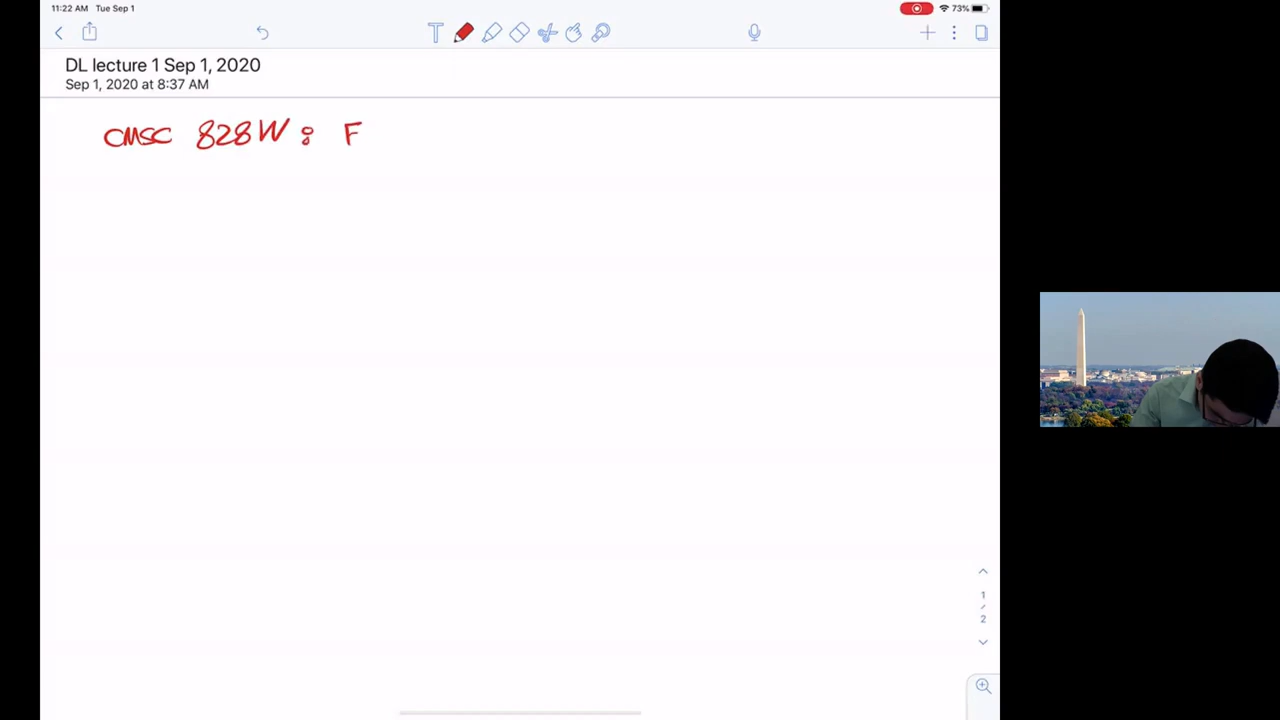 11:22 AM Tue Sep 1
73%
DL lecture 1 Sep 1, 2020
Sep 1, 2020 at 8:37 AM
CMSC 828W: F
1
/
2